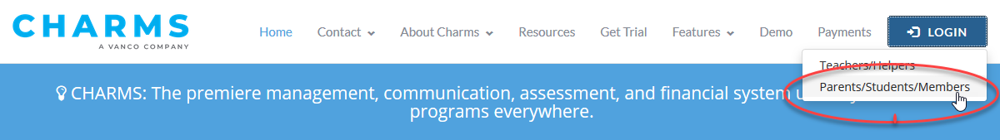 CHARMS
A VANCO COMPANY
Home Contact About Charms Resources Get Trial Features Demo Payments LOGIN
Teachers/Helpers
Parents/Students/Members
CHARMS: The premiere management, communication, assessment, and financial system
programs everywhere.